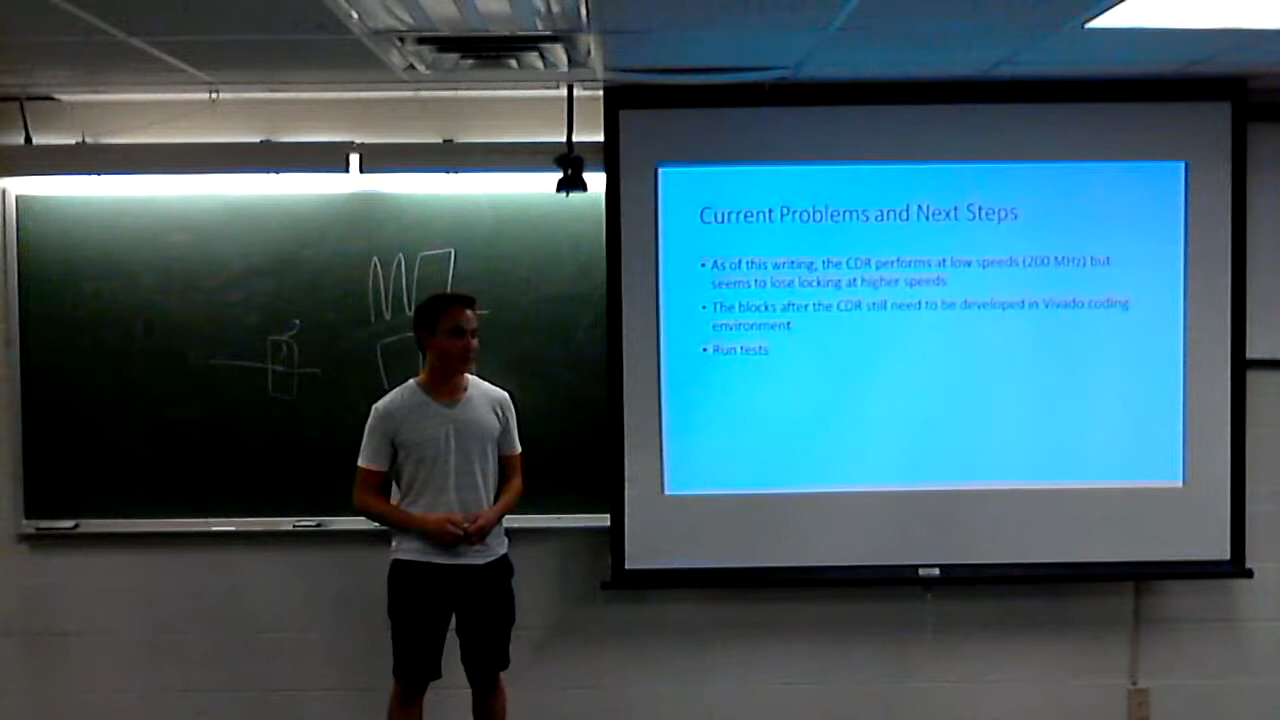 Current Problems and Next Steps
• As of this writing, the CDR performs at low speeds (200 MHz) but
seems to lose locking at higher speeds
• The blocks after the CDR still need to be developed in Vivado coding
environment
• Run tests